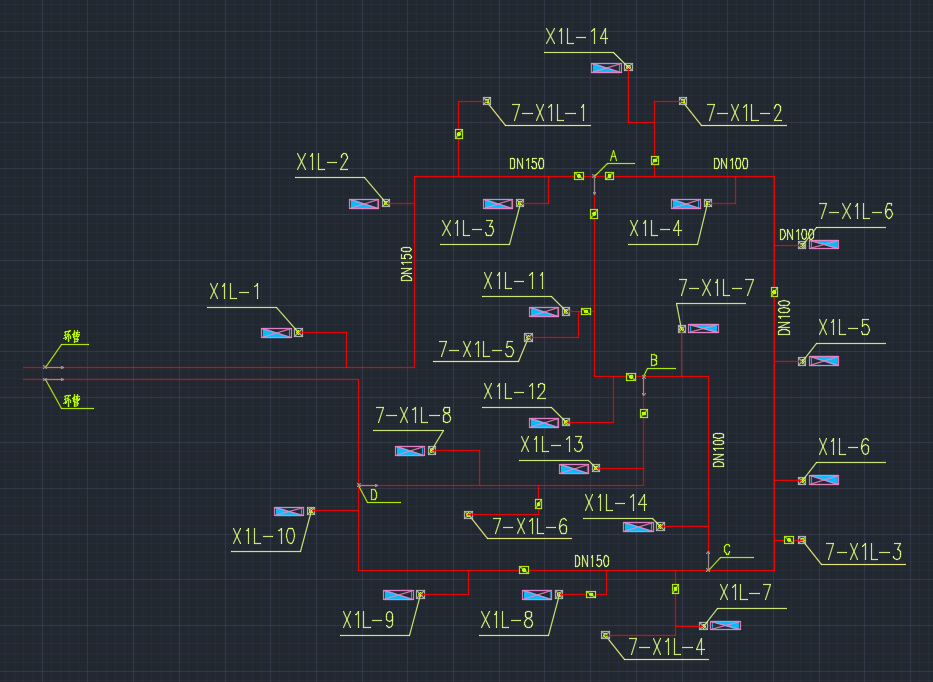 X1L-14
7-X1L-1
7-X1L-2
X1L-2
DN150
A
DN100
X1L-3
X1L-4
7-X1L-6
DN100
DN150
X1L-11
7-X1L-7
X1L-1
DN100
X1L-5
环管
7-X1L-5
B
环管
X1L-12
7-X1L-8
X1L-13
DN100
X1L-6
D
X1L-14
7-X1L-6
X1L-10
C
7-X1L-3
DN150
X1L-7
X1L-9
X1L-8
7-X1L-4